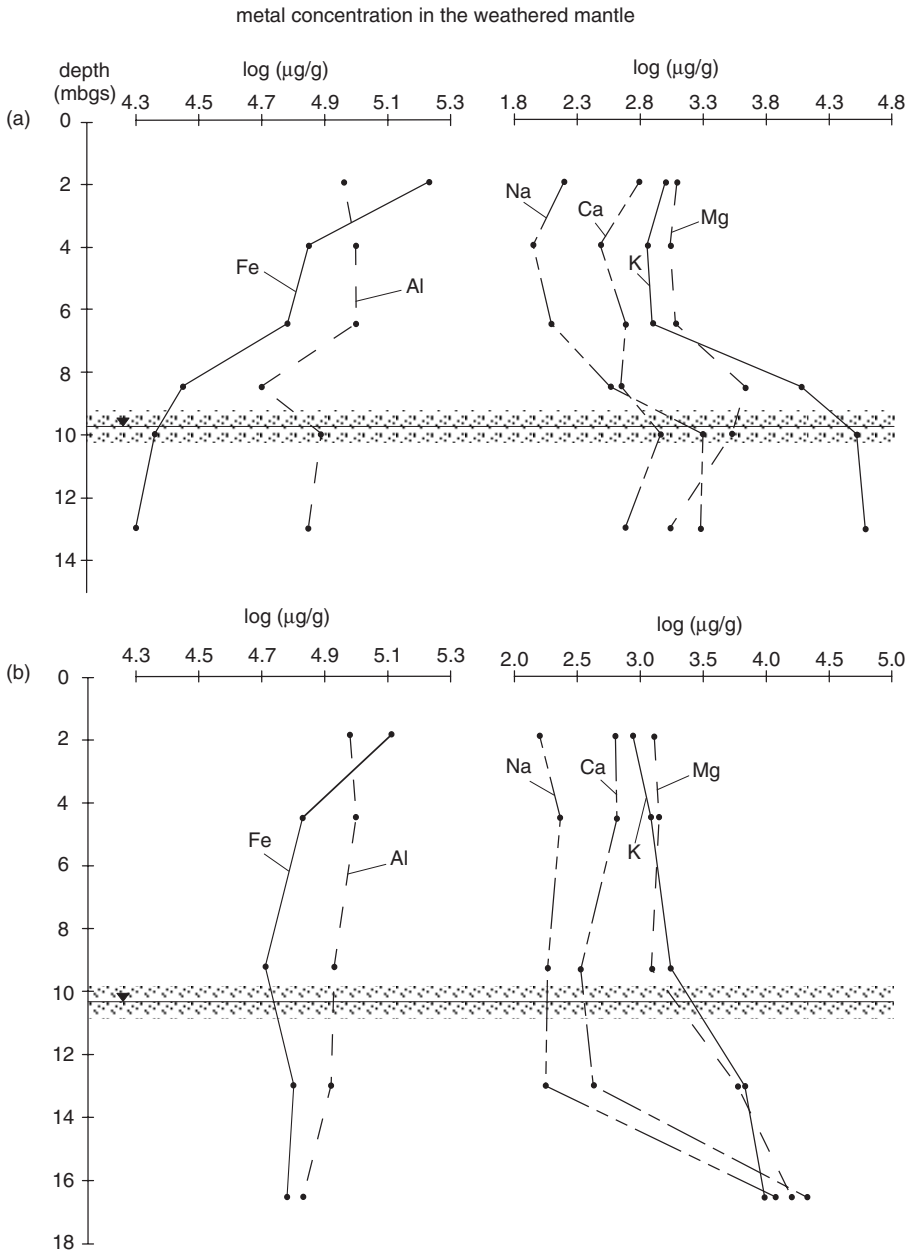 metal concentration in the weathered mantle
depth
(mbgs)
log (μg/g)
log (μg/g)
4.3 4.5 4.7 4.9 5.1 5.3
1.8 2.3 2.8 3.3 4.3 4.8
(a)
0
2
Na
Ca
Mg
4
Fe
Al
K
6
8
10
12
14
log (μg/g)
log (μg/g)
4.3 4.5 4.7 4.9 5.1 5.3
2.0 2.5 3.0 3.5 4.0 4.5 5.0
(b)
0
2
Na
Ca
Mg
4
Fe
Al
K
6
8
10
12
14
16
18